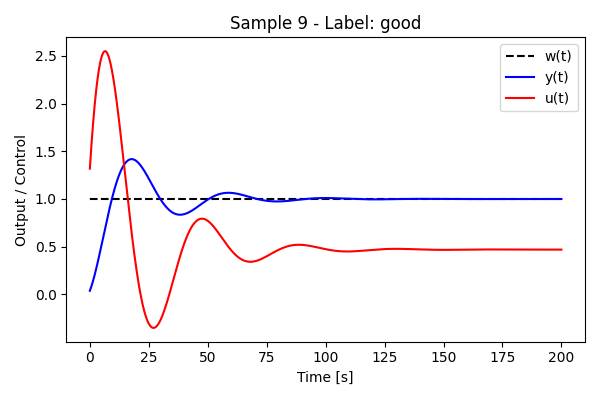 Sample 9 - Label: good
w(t)
y(t)
u(t)
Output / Control
2.5
2.0
1.5
1.0
0.5
0.0
0 25 50 75 100 125 150 175 200
Time [s]